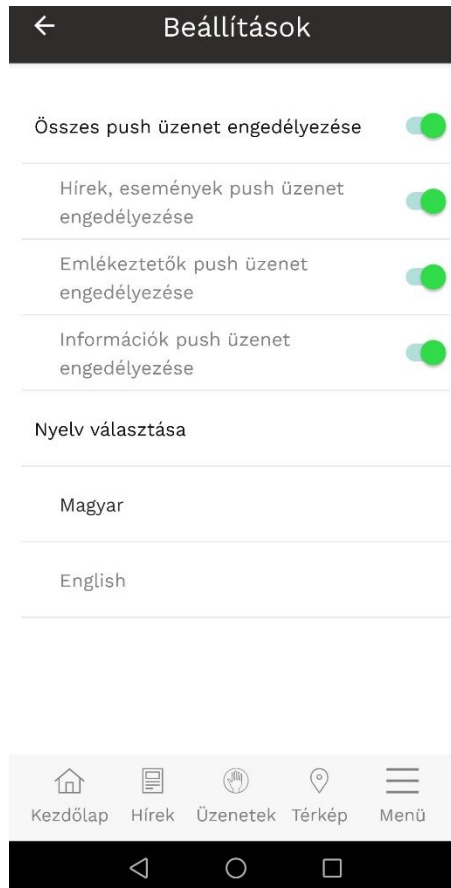 Beállítások
Összes push üzenet engedélyezése
Hírek, események push üzenet
engedélyezése
Emlékeztetők push üzenet
engedélyezése
Információk push üzenet
engedélyezése
Nyelv választása
Magyar
English
Kezdőlap Hírek Üzenetek Térkép Menü